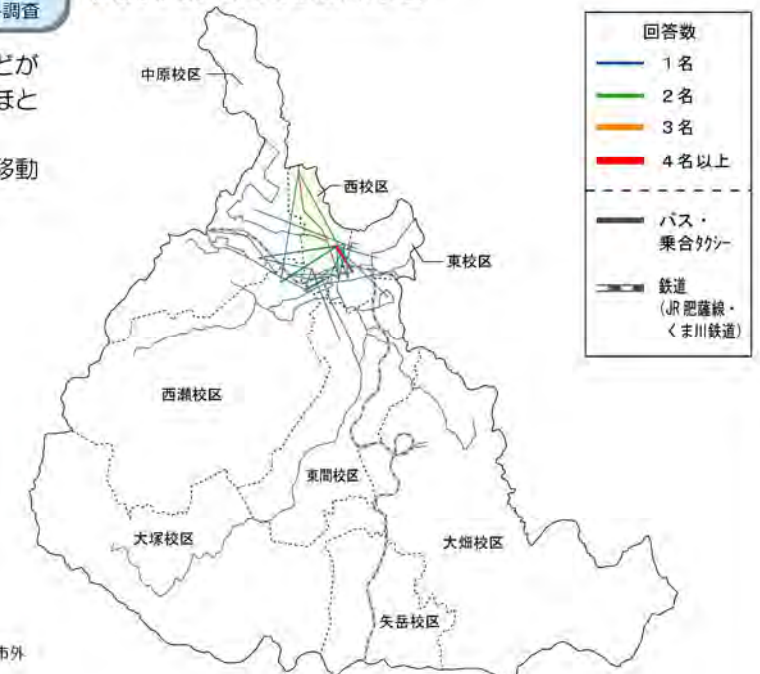 調査
どが
ほと
移動
中原校区
西校区
東校区
西瀬校区
東間校区
大塚校区
大畑校区
矢岳校区
市外
回答数
1名
2名
3名
4名以上
バス・
乗合タクシー
鉄道
(JR肥薩線・
くま川鉄道)